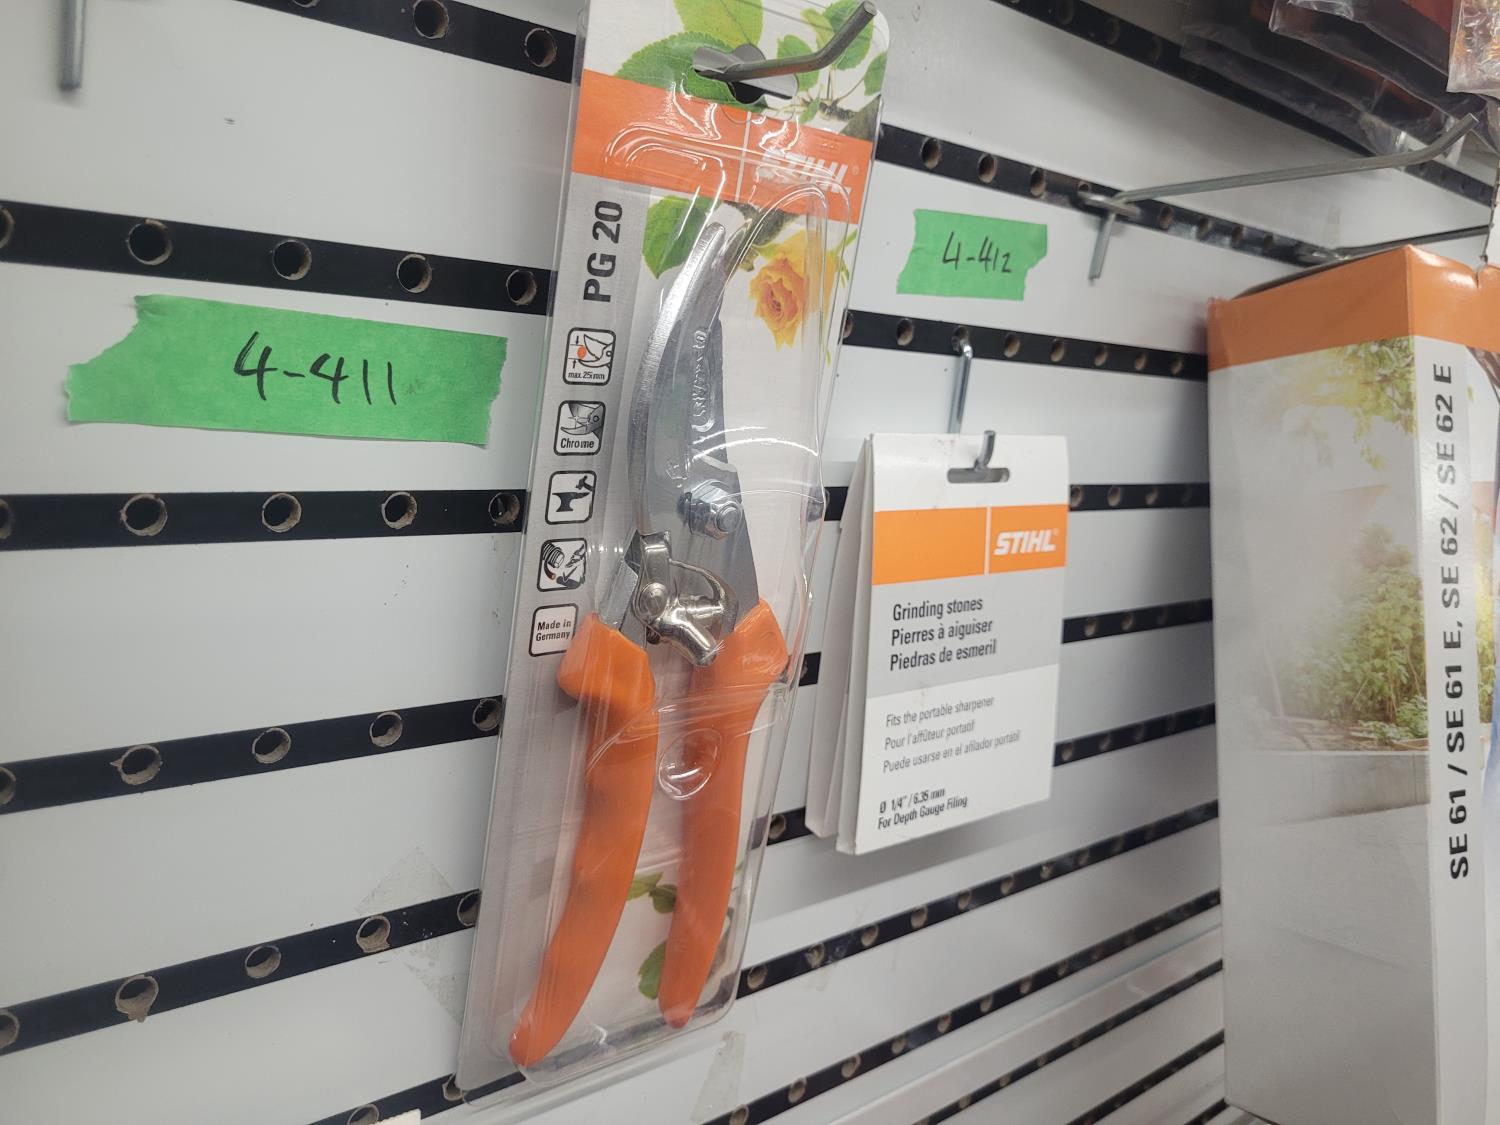 4-411
STIHL
PG 20
max. 25mm
Chrome
Made in
Germany
4-412
STIHL®
Grinding stones
Pierres à aiguiser
Piedras de esmeril
Fits the portable sharpener
Pour l'affûteur portatif
Puede usarse en el afilador portátil
Ø 1/4" / 6.35 mm
For Depth Gauge Filing
SE 61 / SE 61 E, SE 62 / SE 62 E